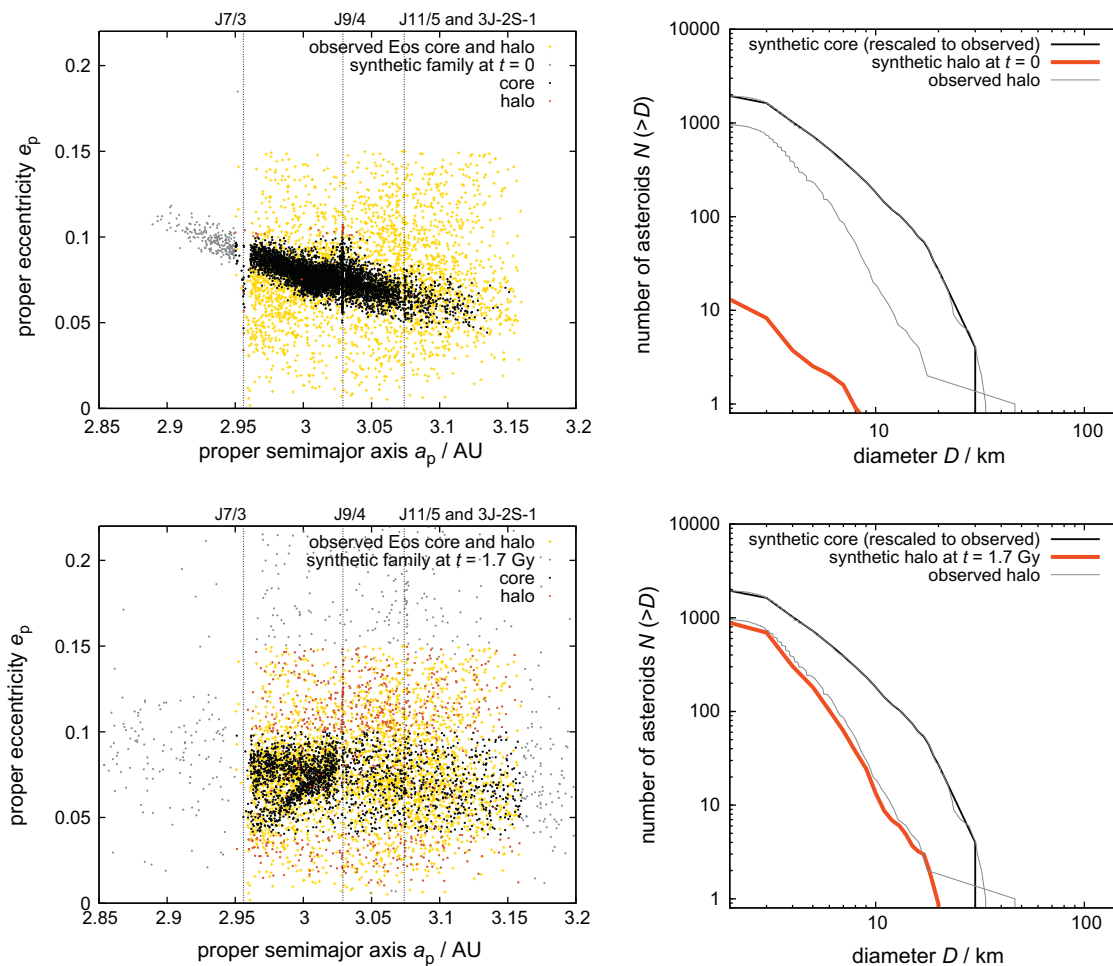 J7/3 J9/4 J11/5 and 3J-2S-1
observed Eos core and halo
synthetic family at t = 0
core
halo
proper eccentricity ep
0.2
0.15
0.1
0.05
0
2.85 2.9 2.95 3 3.05 3.1 3.15 3.2
proper semimajor axis ap / AU
synthetic core (rescaled to observed)
synthetic halo at t = 0
observed halo
number of asteroids N (>D)
10000
1000
100
10
1
10 100
diameter D / km
J7/3 J9/4 J11/5 and 3J-2S-1
observed Eos core and halo
synthetic family at t = 1.7 Gy
core
halo
proper eccentricity ep
0.2
0.15
0.1
0.05
0
2.85 2.9 2.95 3 3.05 3.1 3.15 3.2
proper semimajor axis ap / AU
synthetic core (rescaled to observed)
synthetic halo at t = 1.7 Gy
observed halo
number of asteroids N (>D)
10000
1000
100
10
1
10 100
diameter D / km